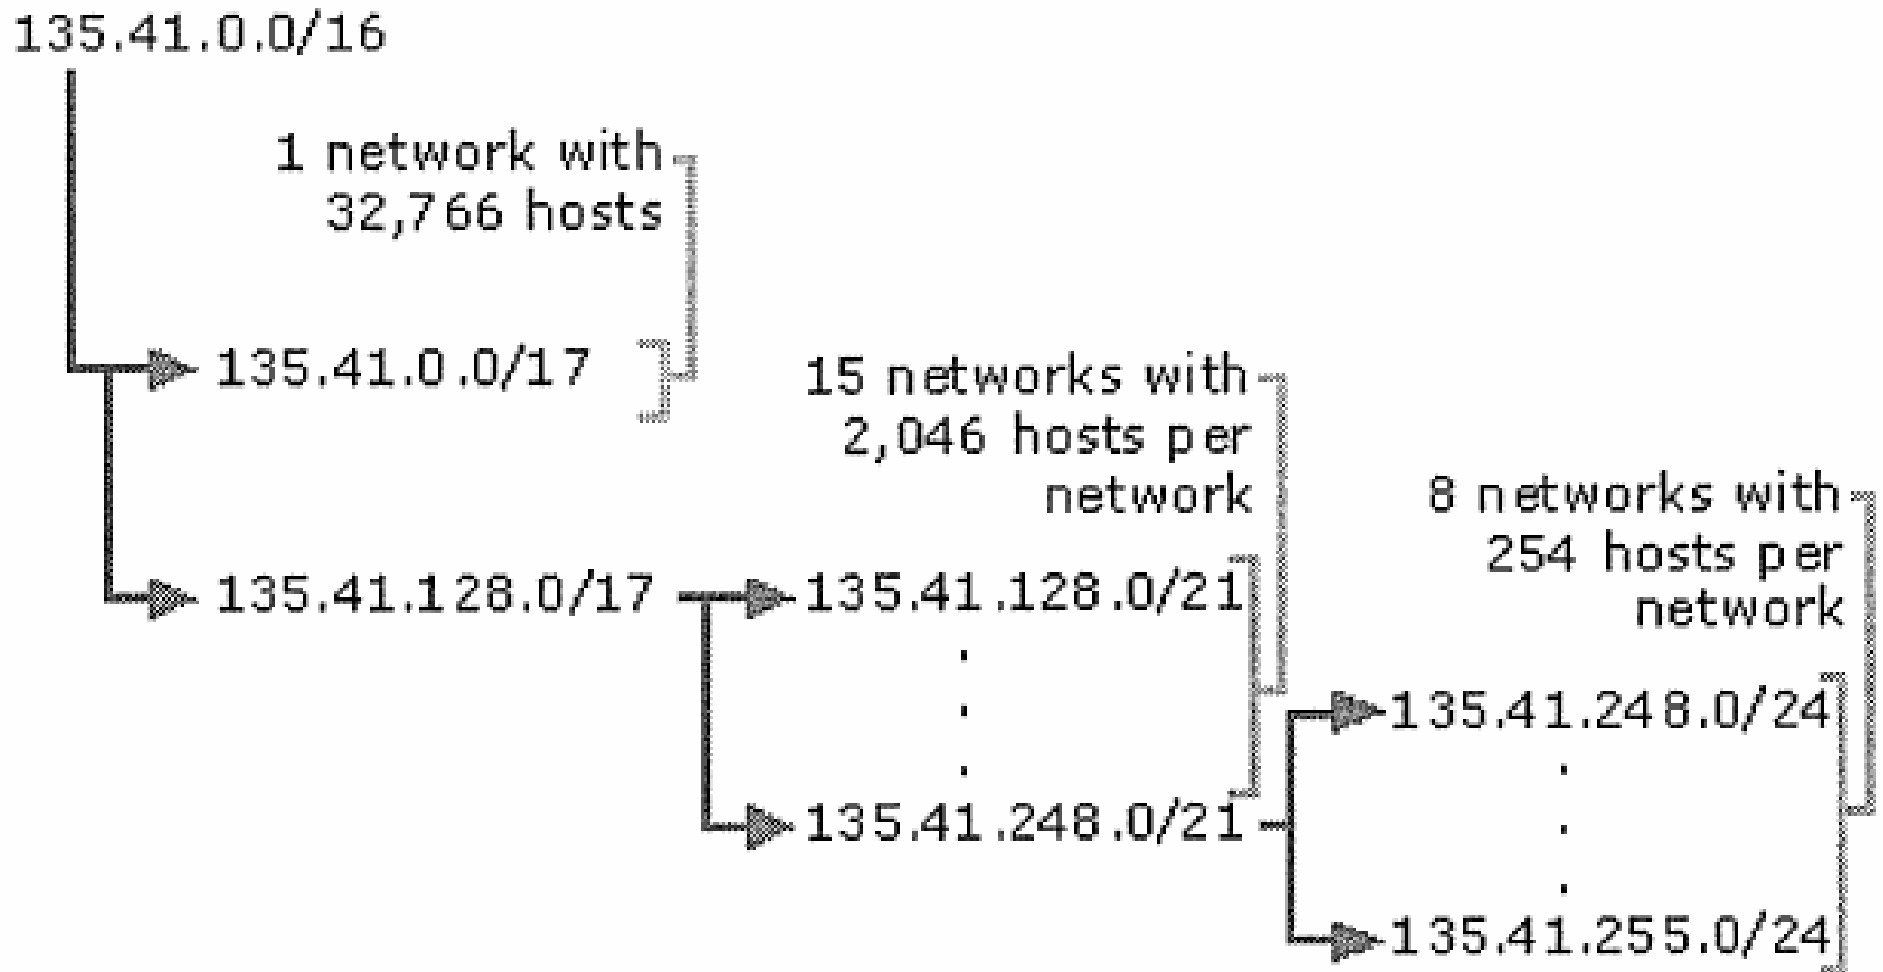 135.41.0.0/16
1 network with
32,766 hosts
135.41.0.0/17
15 networks with
2,046 hosts per
network
8 networks with
254 hosts per
network
135.41.128.0/17
135.41.128.0/21
.
.
.
135.41.248.0/21
135.41.248.0/24
.
.
.
135.41.255.0/24